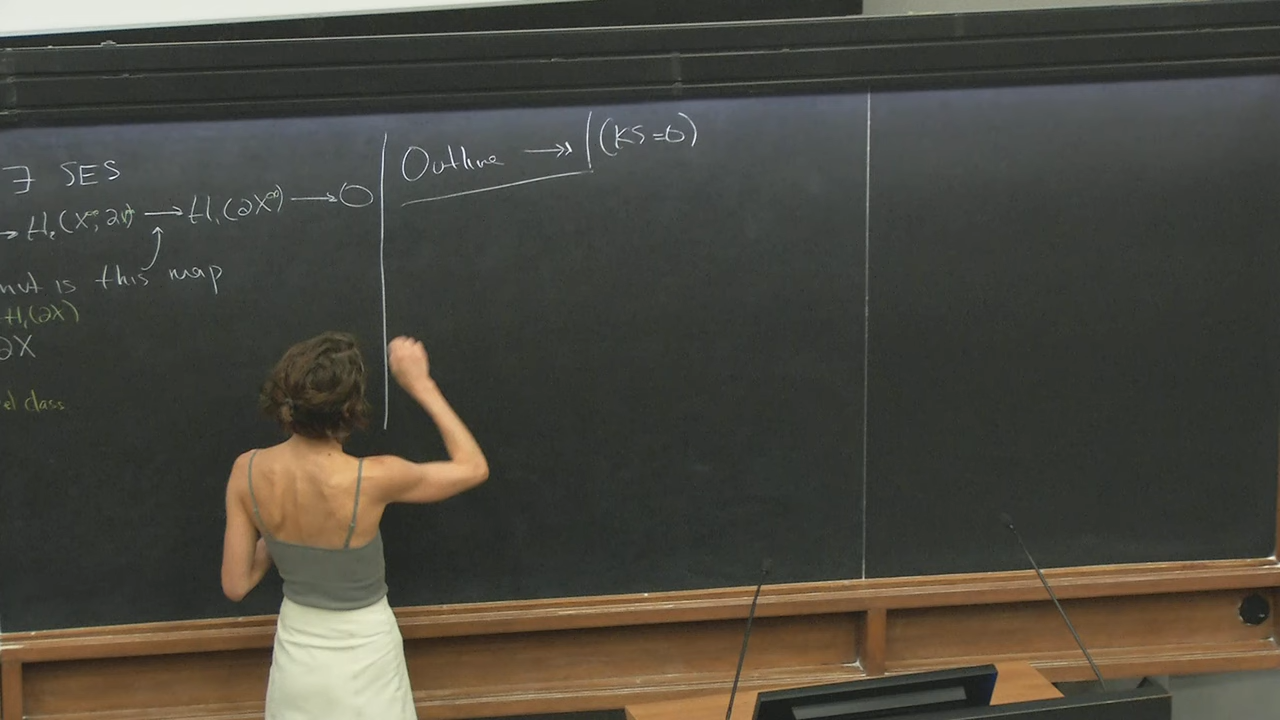 ∃ SES
→ H₂(X^∞, ∂X^∞) → H₁(∂X^∞) → 0
is this map
H₁(∂X)
∂X
class
Outline ↠ (KS=0)